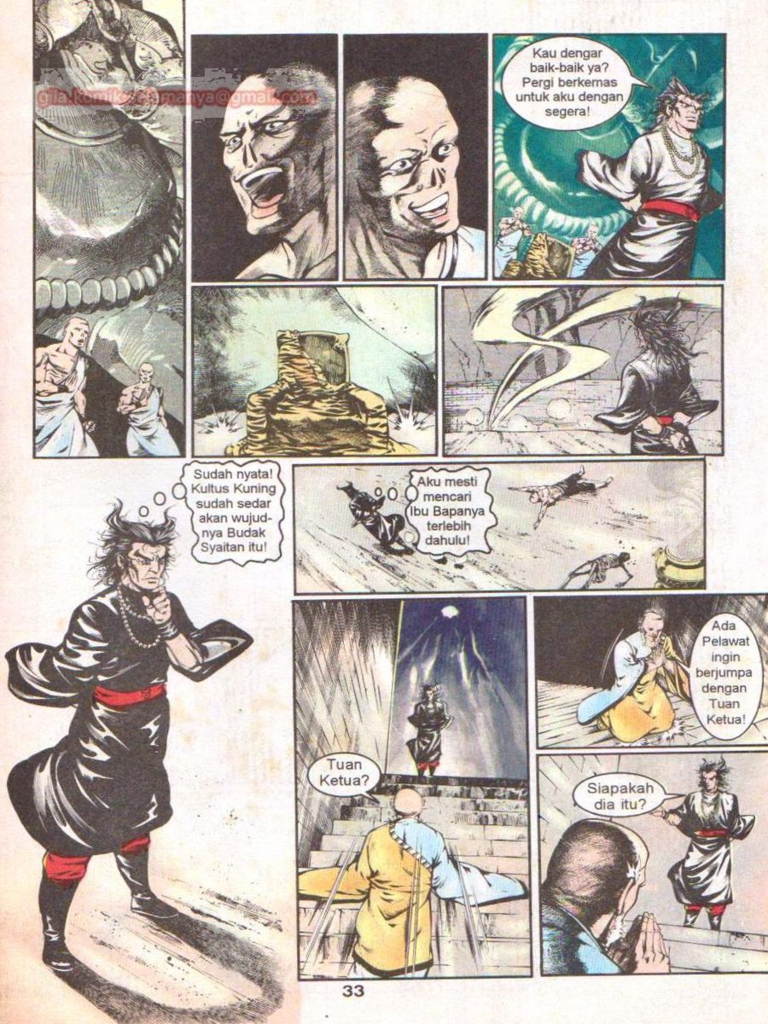 gila.komik
Kau dengar
baik-baik ya?
Pergi berkemas
untuk aku dengan
segera!
Sudah nyata!
Kultus Kuning
sudah sedar
akan wujud-
nya Budak
Syaitan itu!
Aku mesti
mencari
Ibu Bapanya
terlebih
dahulu!
Tuan
Ketua?
Ada
Pelawat
ingin
berjumpa
dengan
Tuan
Ketua!
Siapakah
dia itu?
33